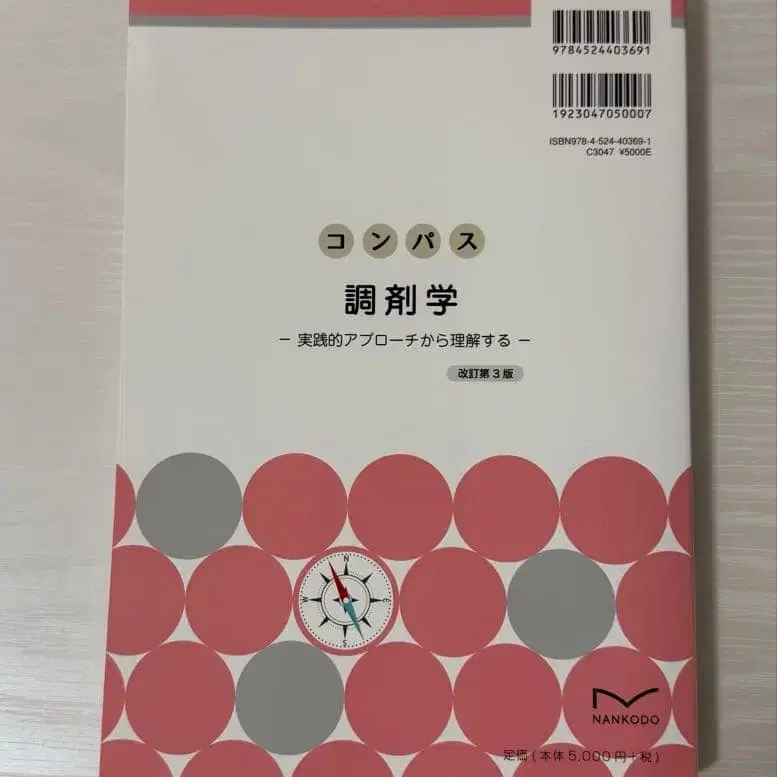 9784524403691
1923047050007
ISBN978-4-524-40369-1
C3047 ¥5000E
コンパス
調剤学
− 実践的アプローチから理解する −
改訂第3版
N
W E
S
NANKODO
定価(本体5,000円+税)